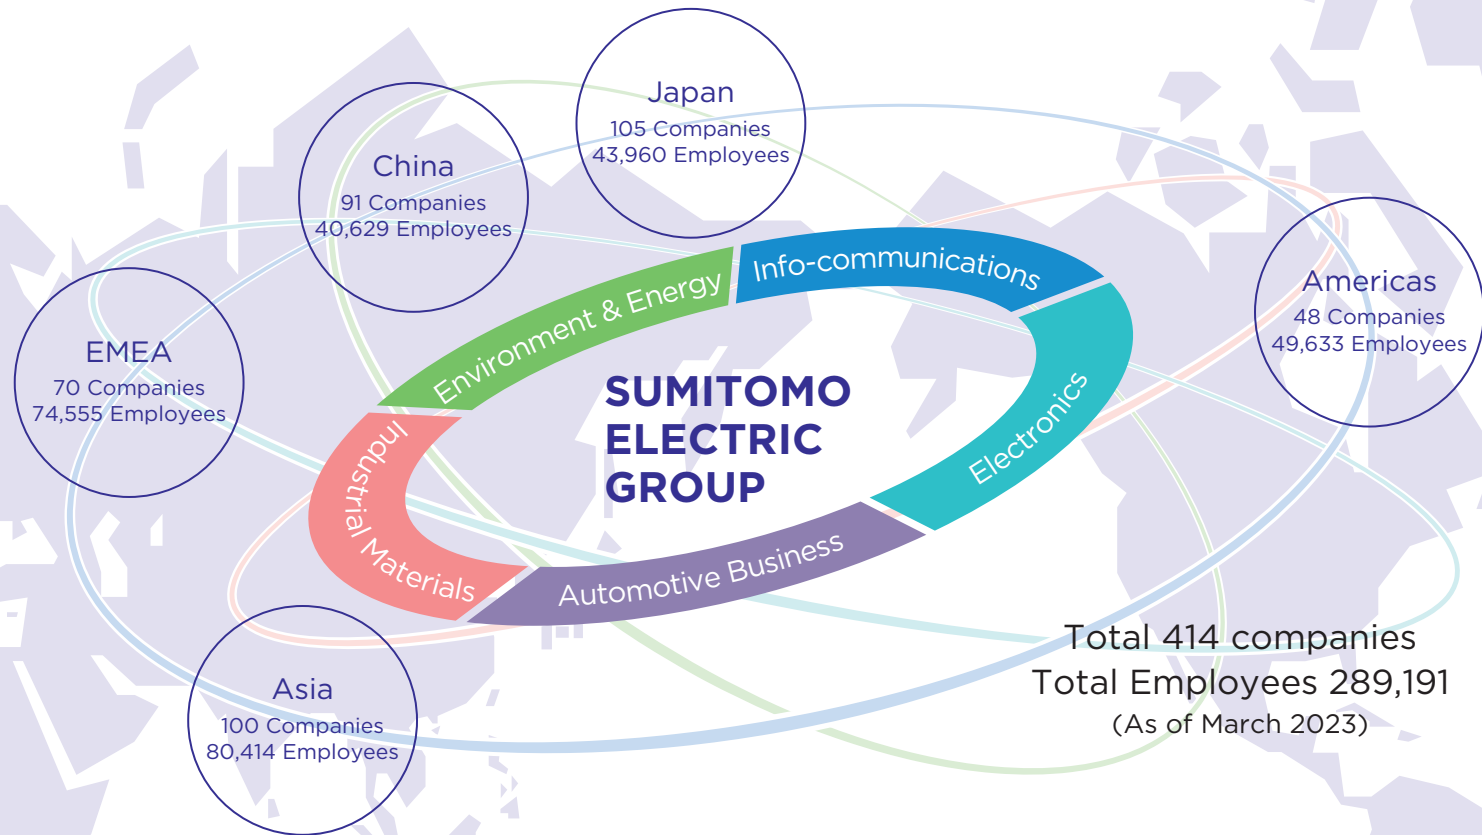 Japan
105 Companies
43,960 Employees
China
91 Companies
40,629 Employees
Americas
48 Companies
49,633 Employees
EMEA
70 Companies
74,555 Employees
Asia
100 Companies
80,414 Employees
Environment & Energy
Info-communications
Electronics
Automotive Business
Industrial Materials
SUMITOMO
ELECTRIC
GROUP
Total 414 companies
Total Employees 289,191
(As of March 2023)